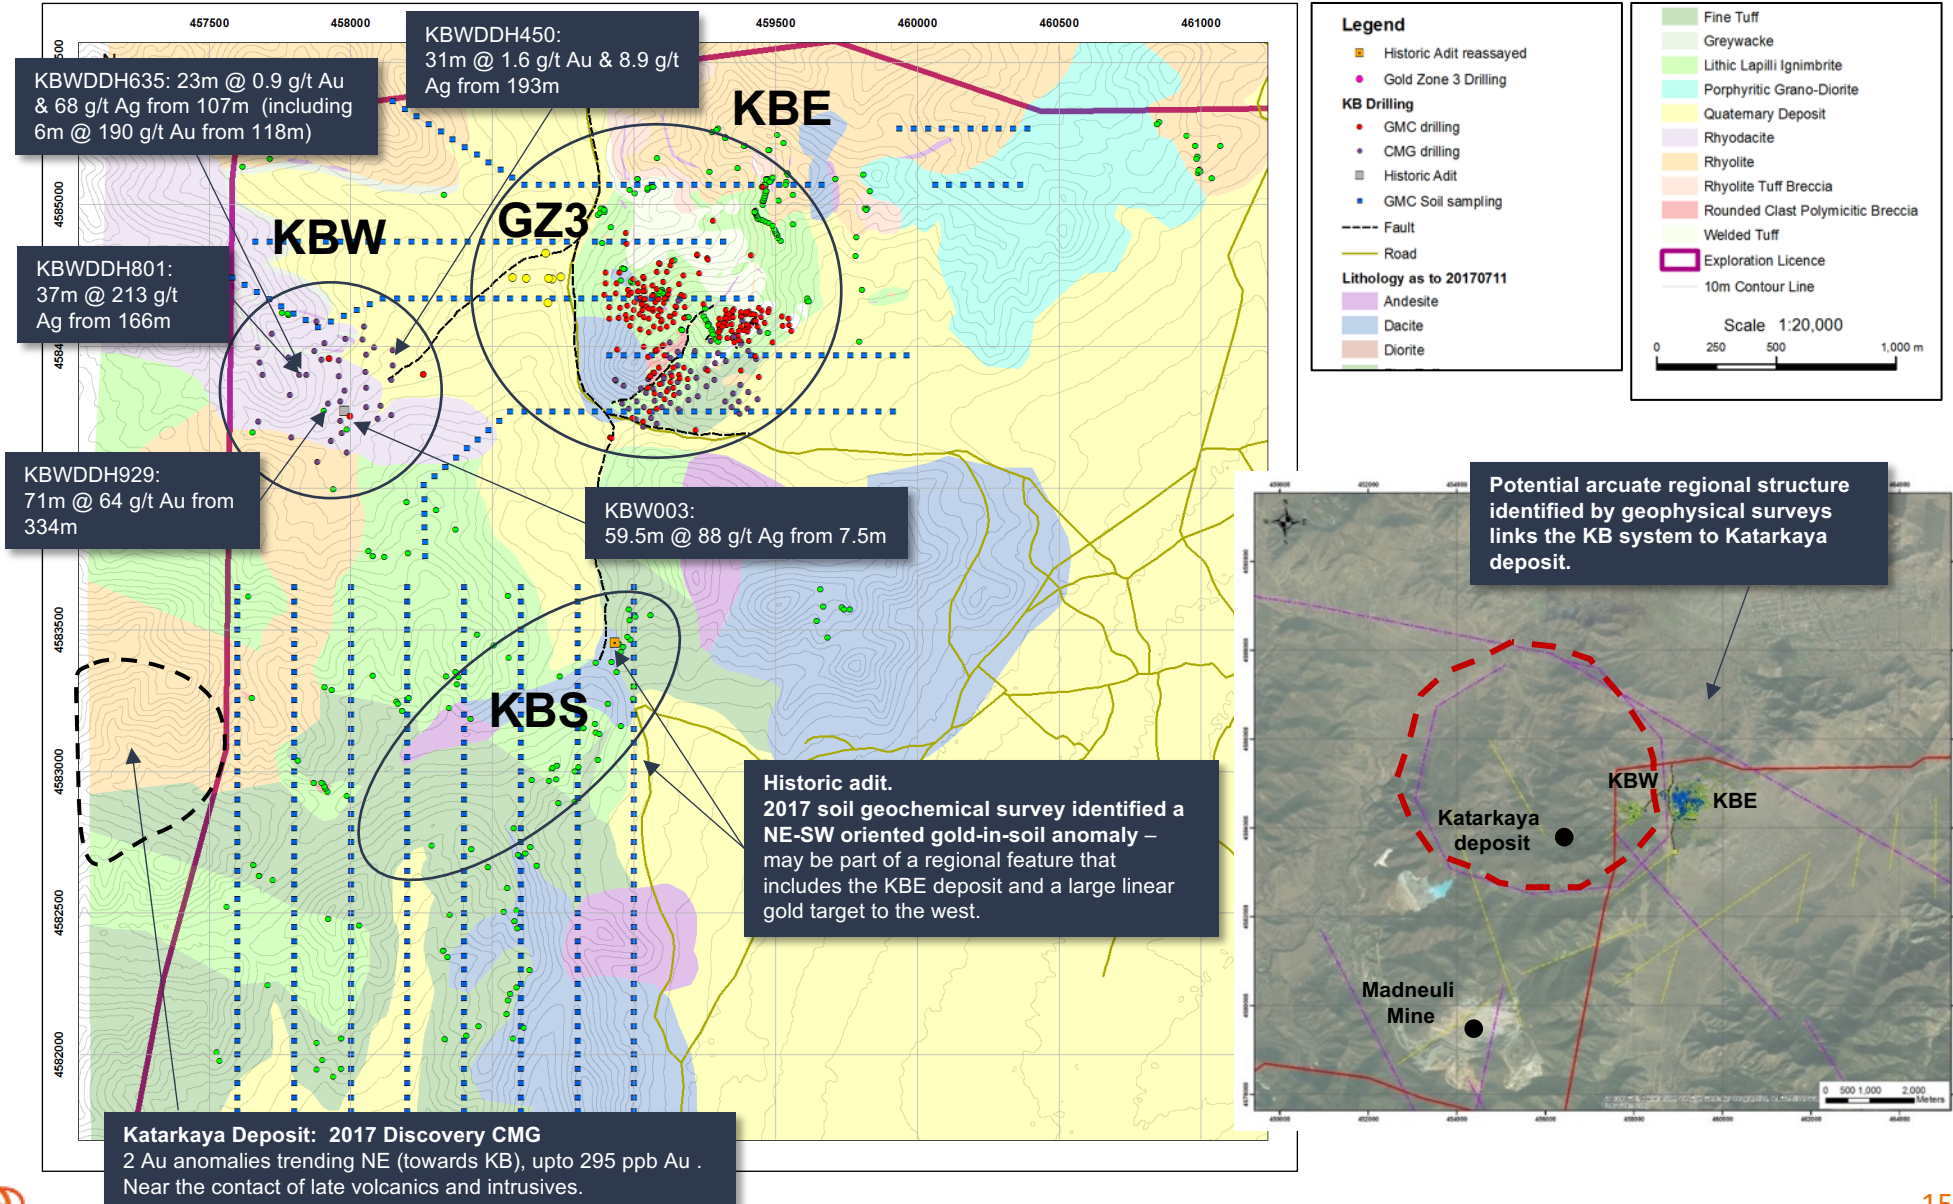 457500 458000 459500 460000 460500 461000
KBWDDH450:
31m @ 1.6 g/t Au & 8.9 g/t
Ag from 193m
KBWDDH635: 23m @ 0.9 g/t Au
& 68 g/t Ag from 107m (including
6m @ 190 g/t Au from 118m)
KBE
GZ3
KBW
4585000
KBWDDH801:
37m @ 213 g/t
Ag from 166m
KBWDDH929:
71m @ 64 g/t Au from
334m
KBW003:
59.5m @ 88 g/t Ag from 7.5m
4583500
KBS
4583000
4582500
4582000
Historic adit.
2017 soil geochemical survey identified a
NE-SW oriented gold-in-soil anomaly –
may be part of a regional feature that
includes the KBE deposit and a large linear
gold target to the west.
Katarkaya Deposit: 2017 Discovery CMG
2 Au anomalies trending NE (towards KB), upto 295 ppb Au .
Near the contact of late volcanics and intrusives.
Legend
Historic Adit reassayed
Gold Zone 3 Drilling
KB Drilling
GMC drilling
CMG drilling
Historic Adit
GMC Soil sampling
Fault
Road
Lithology as to 20170711
Andesite
Dacite
Diorite
Fine Tuff
Greywacke
Lithic Lapilli Ignimbrite
Porphyritic Grano-Diorite
Quaternary Deposit
Rhyodacite
Rhyolite
Rhyolite Tuff Breccia
Rounded Clast Polymicitic Breccia
Welded Tuff
Exploration Licence
10m Contour Line
Scale 1:20,000
0 250 500 1,000 m
Potential arcuate regional structure
identified by geophysical surveys
links the KB system to Katarkaya
deposit.
KBW
KBE
Katarkaya
deposit
Madneuli
Mine
0 500 1,000 2,000
Meters
15